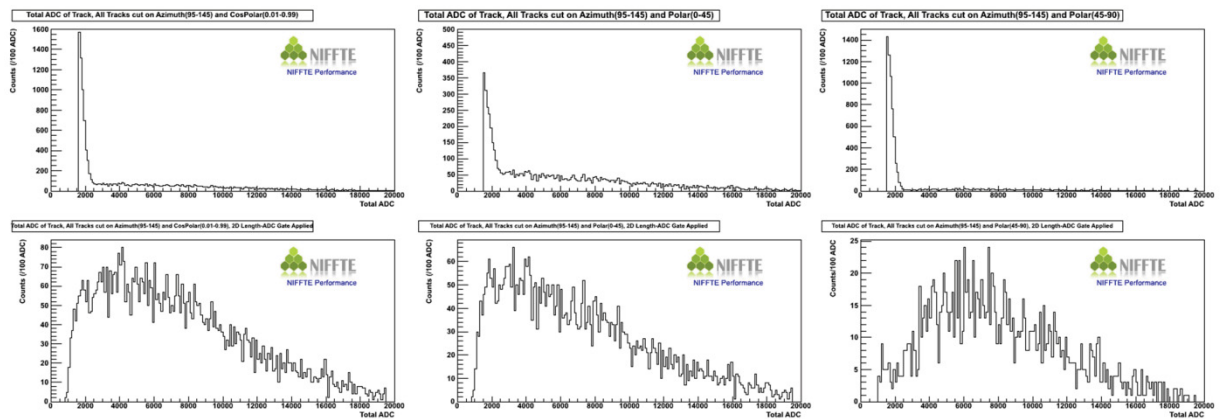 Total ADC of Track, All Tracks cut on Azimuth(95-145) and CosPolar(0.01-0.99)
Counts (/100 ADC)
1600
1400
1200
1000
800
600
400
200
0
NIFFTE
NIFFTE Performance
0 2000 4000 6000 8000 10000 12000 14000 16000 18000 20000
Total ADC
Total ADC of Track, All Tracks cut on Azimuth(95-145) and Polar(0-45)
Counts (/100 ADC)
500
450
400
350
300
250
200
150
100
50
0
NIFFTE
NIFFTE Performance
0 2000 4000 6000 8000 10000 12000 14000 16000 18000 20000
Total ADC
Total ADC of Track, All Tracks cut on Azimuth(95-145) and Polar(45-90)
Counts (/100 ADC)
1400
1200
1000
800
600
400
200
0
NIFFTE
NIFFTE Performance
0 2000 4000 6000 8000 10000 12000 14000 16000 18000 20000
Total ADC
Total ADC of Track, All Tracks cut on Azimuth(95-145) and CosPolar(0.01-0.99), 2D Length-ADC Gate Applied
Counts (/100 ADC)
80
70
60
50
40
30
20
10
0
NIFFTE
NIFFTE Performance
0 2000 4000 6000 8000 10000 12000 14000 16000 18000 20000
Total ADC
Total ADC of Track, All Tracks cut on Azimuth(95-145) and Polar(0-45), 2D Length-ADC Gate Applied
Counts (/100 ADC)
60
50
40
30
20
10
0
NIFFTE
NIFFTE Performance
0 2000 4000 6000 8000 10000 12000 14000 16000 18000 20000
Total ADC
Total ADC of Track, All Tracks cut on Azimuth(95-145) and Polar(45-90), 2D Length-ADC Gate Applied
Counts/100 ADC)
25
20
15
10
5
0
NIFFTE
NIFFTE Performance
0 2000 4000 6000 8000 10000 12000 14000 16000 18000 20000
Total ADC